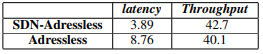 latency Throughput
SDN-Adressless 3.89 42.7
Adressless 8.76 40.1